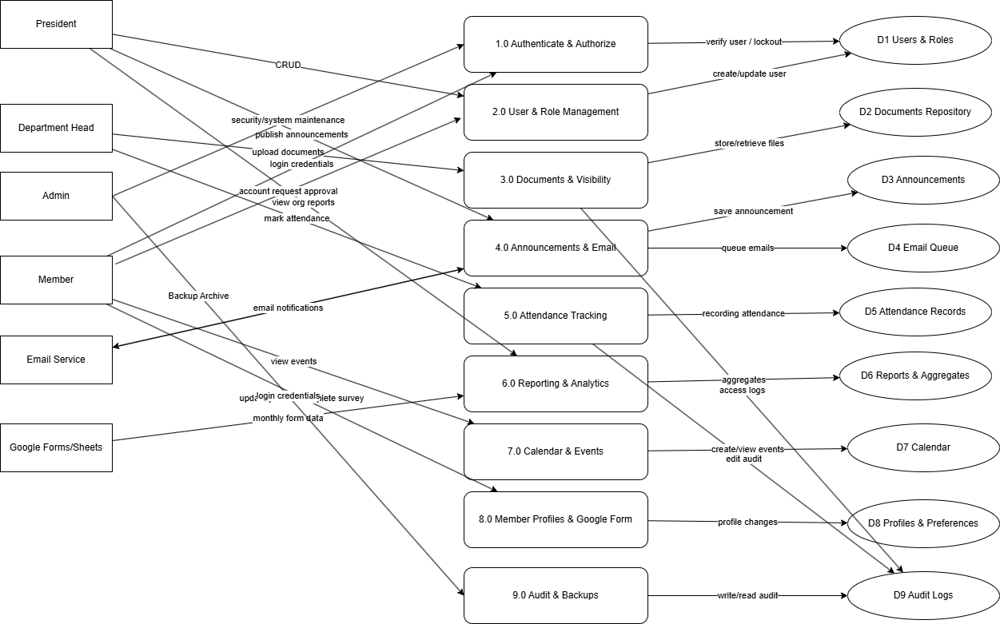 President
Department Head
Admin
Member
Email Service
Google Forms/Sheets
CRUD
security/system maintenance
publish announcements
upload documents
login credentials
account request approval
view org reports
mark attendance
Backup Archive
email notifications
view events
login credentials
survey
monthly form data
1.0 Authenticate & Authorize
2.0 User & Role Management
3.0 Documents & Visibility
4.0 Announcements & Email
5.0 Attendance Tracking
6.0 Reporting & Analytics
7.0 Calendar & Events
8.0 Member Profiles & Google Form
9.0 Audit & Backups
verify user / lockout
create/update user
store/retrieve files
save announcement
queue emails
recording attendance
aggregates
access logs
create/view events
edit audit
profile changes
write/read audit
D1 Users & Roles
D2 Documents Repository
D3 Announcements
D4 Email Queue
D5 Attendance Records
D6 Reports & Aggregates
D7 Calendar
D8 Profiles & Preferences
D9 Audit Logs